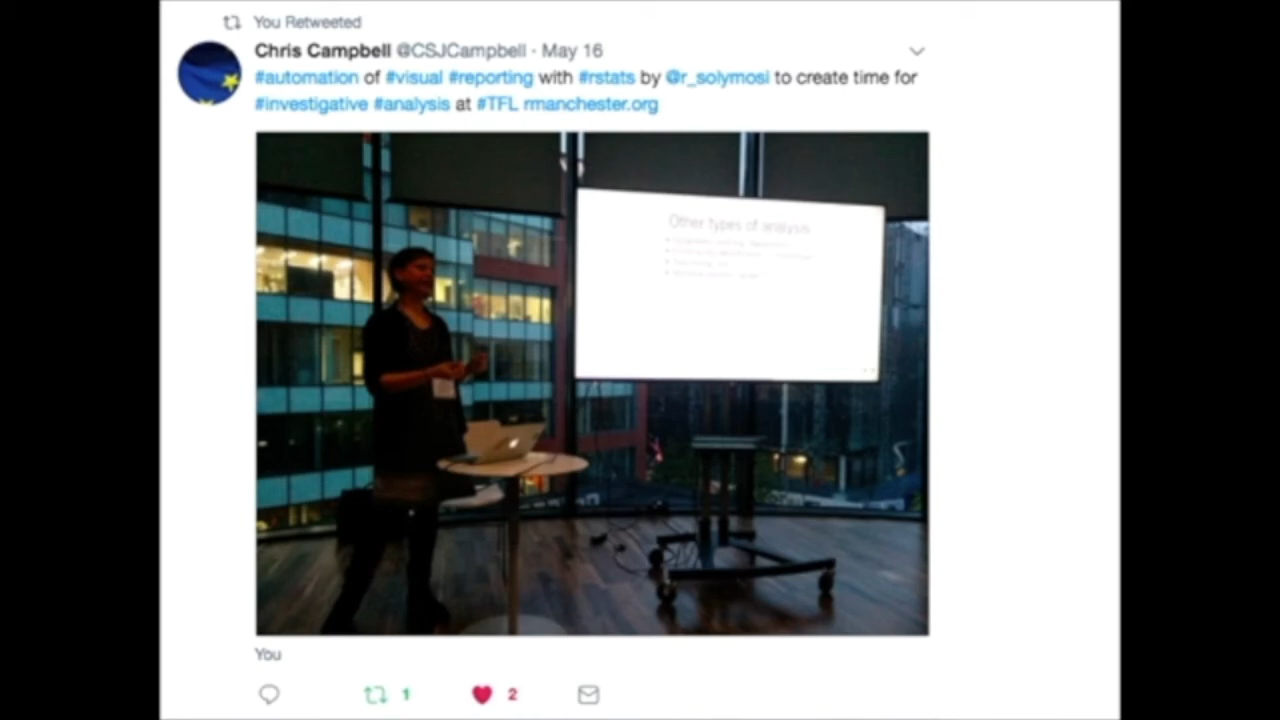 You Retweeted
Chris Campbell @CSJCampbell · May 16
#automation of #visual #reporting with #rstats by @r_solymosi to create time for
#investigative #analysis at #TFL rmanchester.org
Other types of analysis
You
1 2